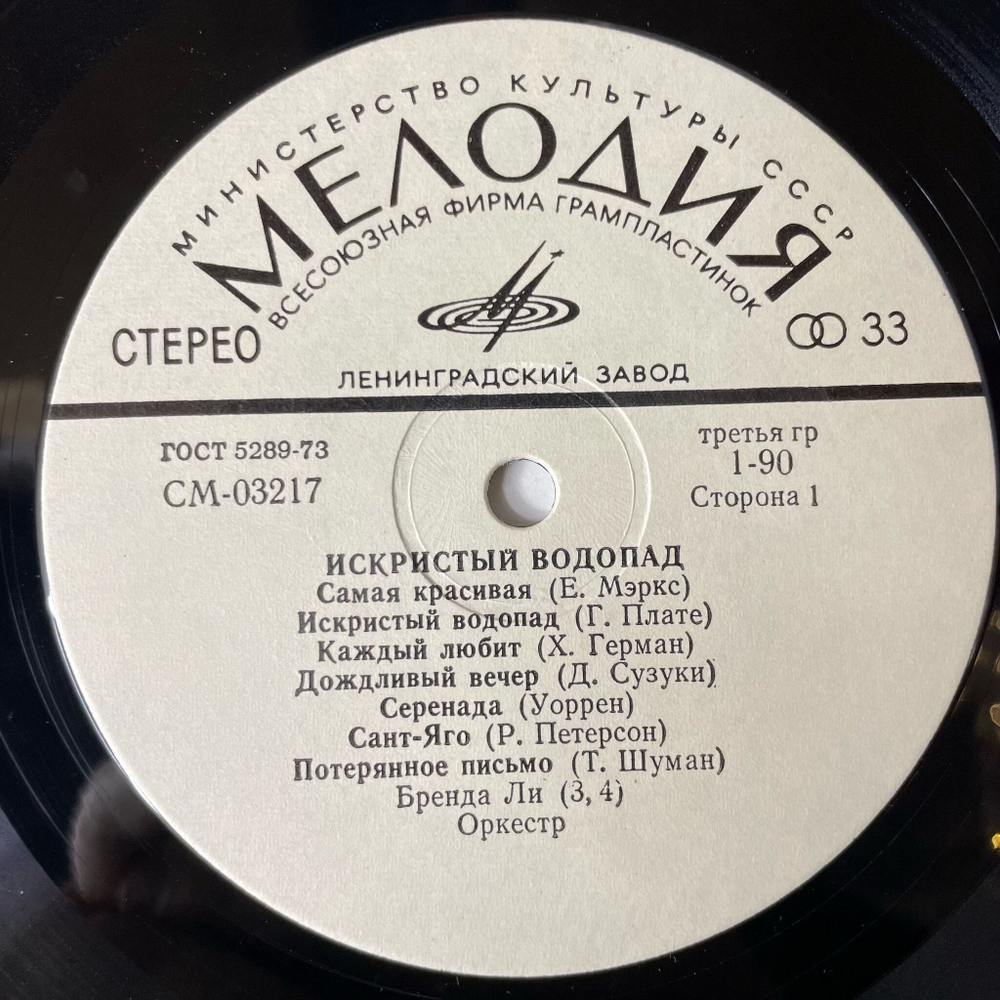 МИНИСТЕРСТВО КУЛЬТУРЫ СССР
МЕЛОДИЯ
ВСЕСОЮЗНАЯ ФИРМА ГРАМПЛАСТИНОК
СТЕРЕО
33
ЛЕНИНГРАДСКИЙ ЗАВОД
ГОСТ 5289-73
СМ-03217
третья гр
1-90
Сторона 1
ИСКРИСТЫЙ ВОДОПАД
Самая красивая (Е. Мэркс)
Искристый водопад (Г. Плате)
Каждый любит (Х. Герман)
Дождливый вечер (Д. Сузуки)
Серенада (Уоррен)
Сант-Яго (Р. Петерсон)
Потерянное письмо (Т. Шуман)
Бренда Ли (3, 4)
Оркестр